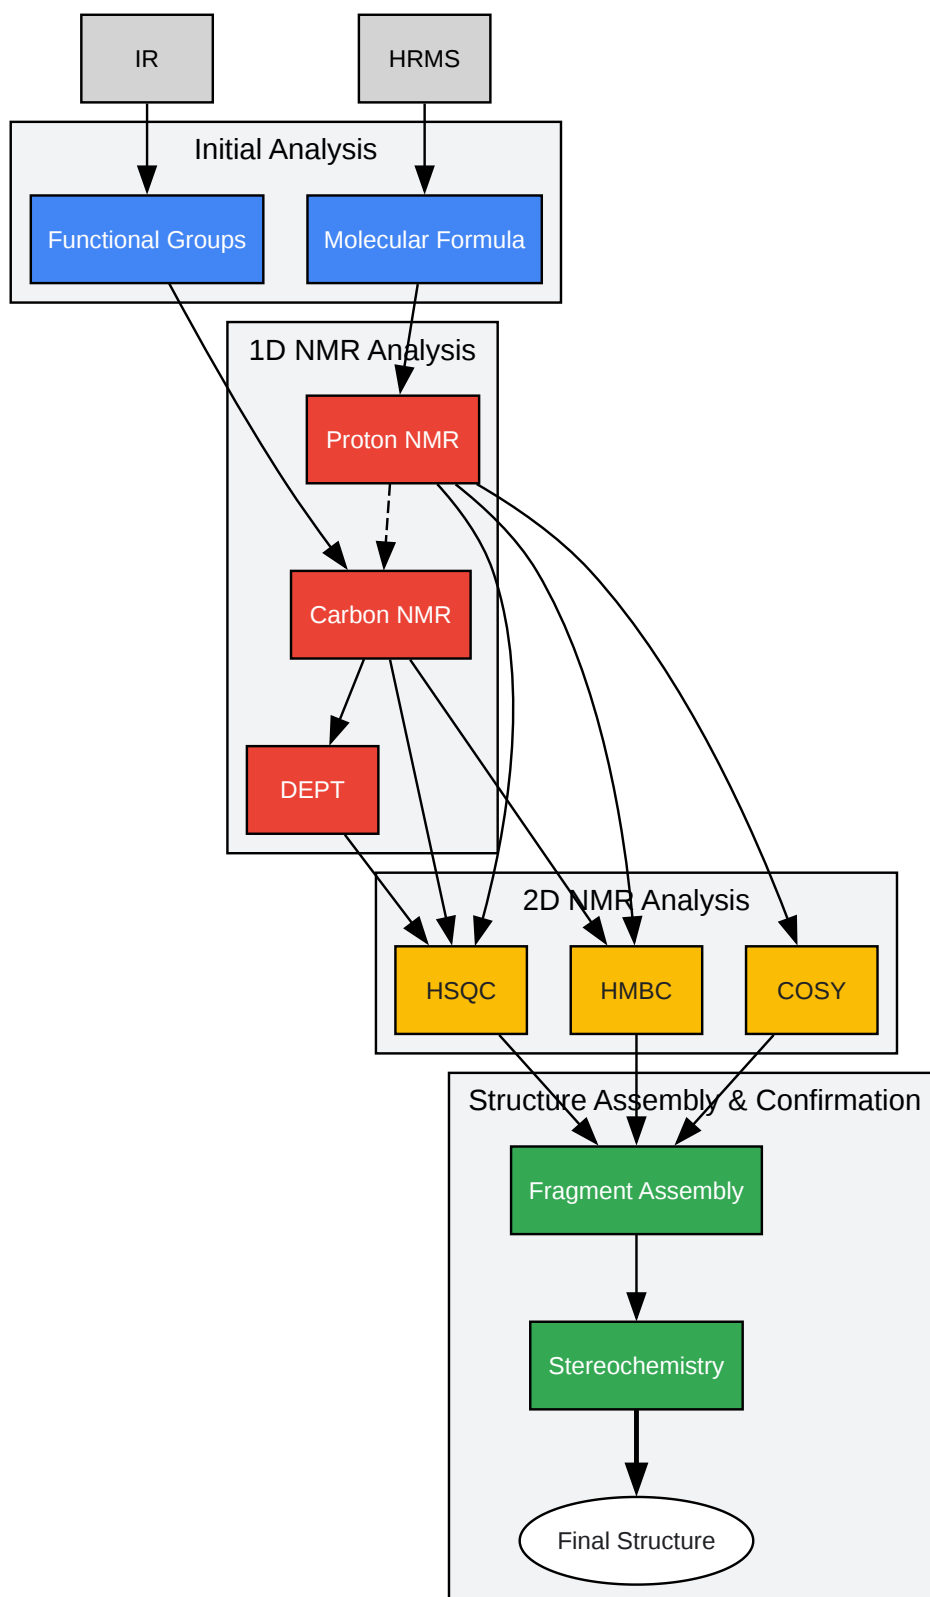 IR
HRMS
Initial Analysis
Functional Groups
Molecular Formula
1D NMR Analysis
Proton NMR
Carbon NMR
DEPT
2D NMR Analysis
HSQC
HMBC
COSY
Structure Assembly & Confirmation
Fragment Assembly
Stereochemistry
Final Structure